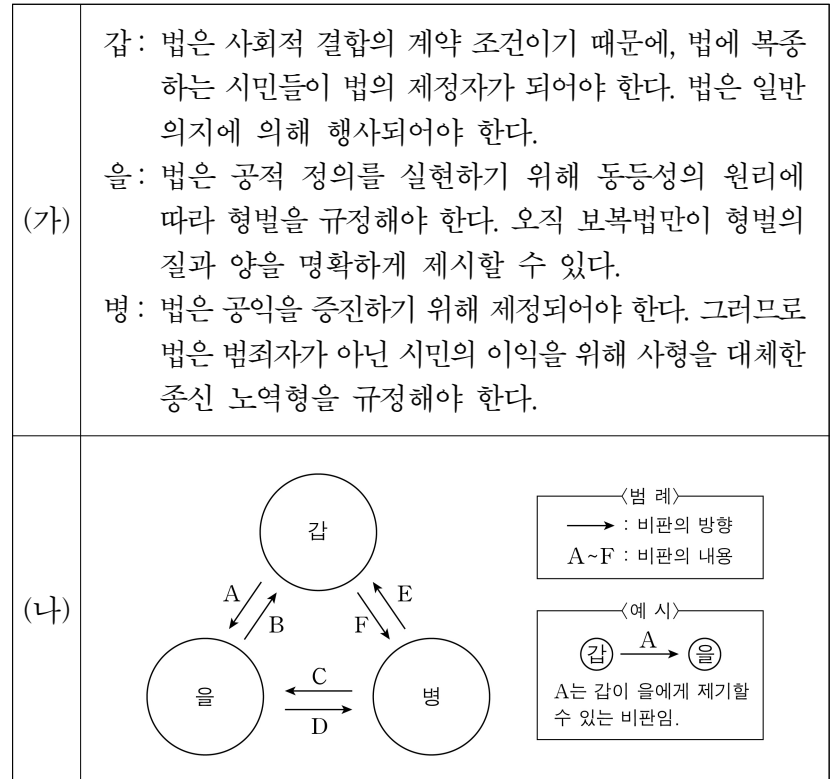 (가)
갑 : 법은 사회적 결합의 계약 조건이기 때문에, 법에 복종
하는 시민들이 법의 제정자가 되어야 한다. 법은 일반
의지에 의해 행사되어야 한다.
을 : 법은 공적 정의를 실현하기 위해 동등성의 원리에
따라 형벌을 규정해야 한다. 오직 보복법만이 형벌의
질과 양을 명확하게 제시할 수 있다.
병 : 법은 공익을 증진하기 위해 제정되어야 한다. 그러므로
법은 범죄자가 아닌 시민의 이익을 위해 사형을 대체한
종신 노역형을 규정해야 한다.
(나)
갑
A
B
F
E
을
C
D
병
〈범 례〉
→ : 비판의 방향
A~F : 비판의 내용
〈예 시〉
갑 A 을
A는 갑이 을에게 제기할
수 있는 비판임.